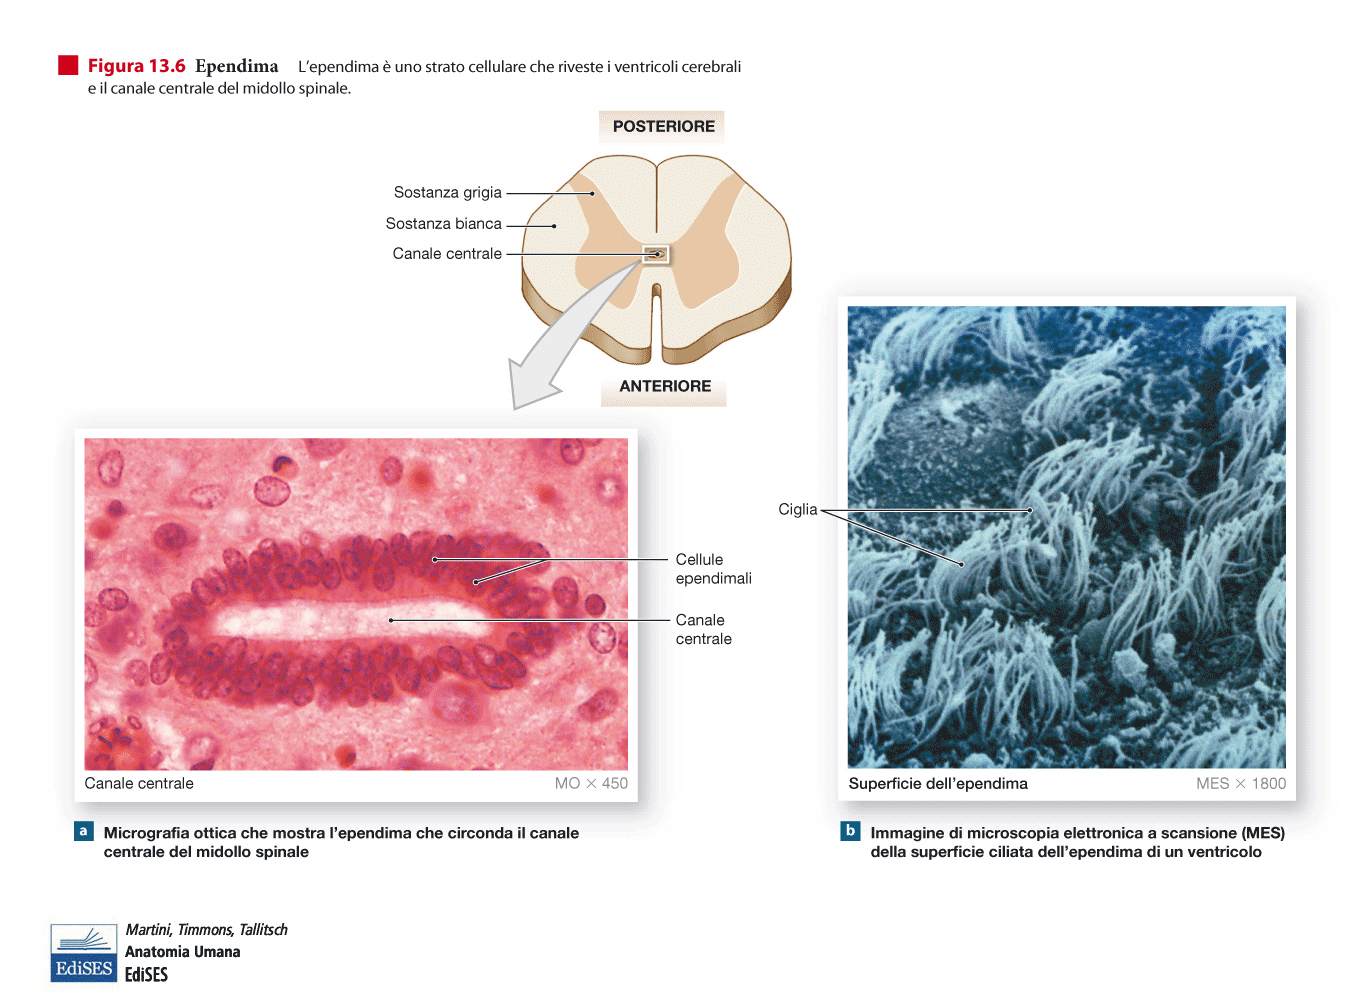 Figura 13.6 Ependima L'ependima è uno strato cellulare che riveste i ventricoli cerebrali
e il canale centrale del midollo spinale.
POSTERIORE
Sostanza grigia
Sostanza bianca
Canale centrale
ANTERIORE
Ciglia
Cellule
ependimali
Canale
centrale
Canale centrale MO × 450
Superficie dell'ependima MES × 1800
a Micrografia ottica che mostra l'ependima che circonda il canale
centrale del midollo spinale
b Immagine di microscopia elettronica a scansione (MES)
della superficie ciliata dell'ependima di un ventricolo
Martini, Timmons, Tallitsch
Anatomia Umana
EdiSES
EdiSES